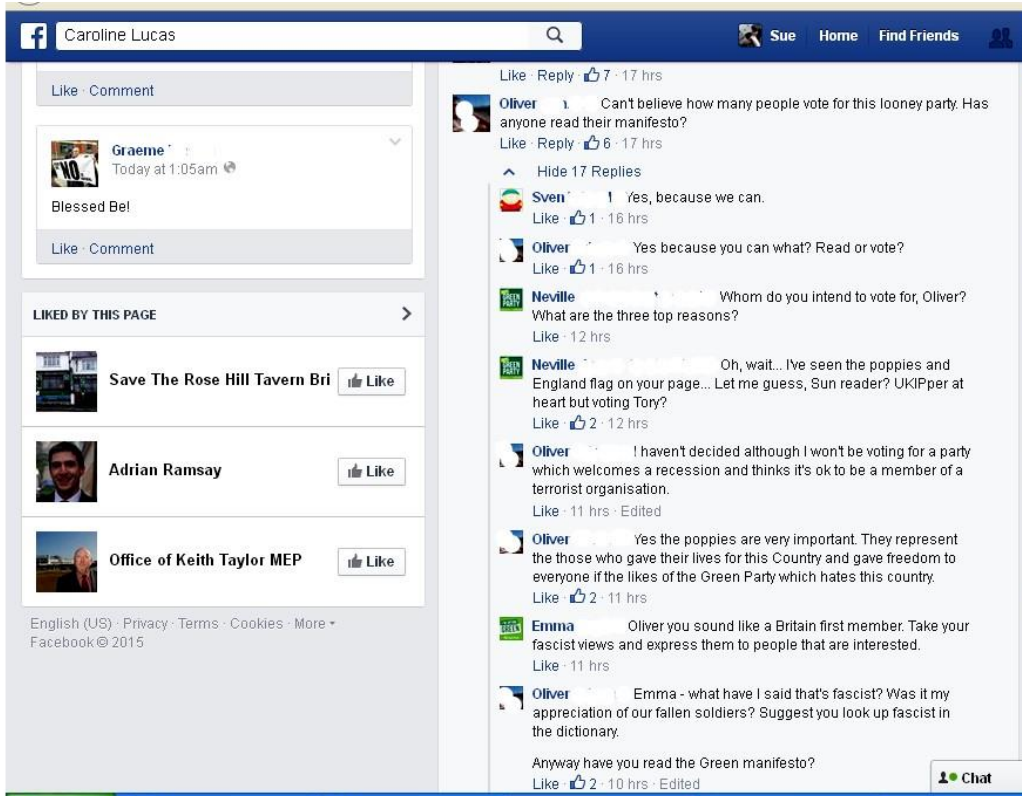 Caroline Lucas
Sue Home Find Friends
Like · Comment
Graeme
Today at 1:05am
Blessed Be!
Like · Comment
LIKED BY THIS PAGE
Save The Rose Hill Tavern Bri
Like
Adrian Ramsay
Like
Office of Keith Taylor MEP
Like
English (US) · Privacy · Terms · Cookies · More
Facebook © 2015
Like · Reply · 7 · 17 hrs
Oliver Can't believe how many people vote for this looney party. Has
anyone read their manifesto?
Like · Reply · 6 · 17 hrs
Hide 17 Replies
Sven Yes, because we can.
Like · 1 · 16 hrs
Oliver Yes because you can what? Read or vote?
Like · 1 · 16 hrs
GREEN PARTY
Neville Whom do you intend to vote for, Oliver?
What are the three top reasons?
Like · 12 hrs
GREEN PARTY
Neville Oh, wait... I've seen the poppies and
England flag on your page... Let me guess, Sun reader? UKIPper at
heart but voting Tory?
Like · 2 · 12 hrs
Oliver I haven't decided although I won't be voting for a party
which welcomes a recession and thinks it's ok to be a member of a
terrorist organisation.
Like · 11 hrs · Edited
Oliver Yes the poppies are very important. They represent
the those who gave their lives for this Country and gave freedom to
everyone if the likes of the Green Party which hates this country.
Like · 2 · 11 hrs
Emma Oliver you sound like a Britain first member. Take your
fascist views and express them to people that are interested.
Like · 11 hrs
Oliver Emma - what have I said that's fascist? Was it my
appreciation of our fallen soldiers? Suggest you look up fascist in
the dictionary.
Anyway have you read the Green manifesto?
Like · 2 · 10 hrs · Edited
Chat